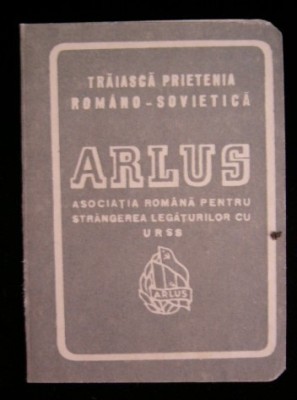 TRĂIASCĂ PRIETENIA
ROMÂNO-SOVIETICĂ
ARLUS
ASOCIAȚIA ROMÂNĂ PENTRU
STRÂNGEREA LEGĂTURILOR CU
URSS
ARLUS